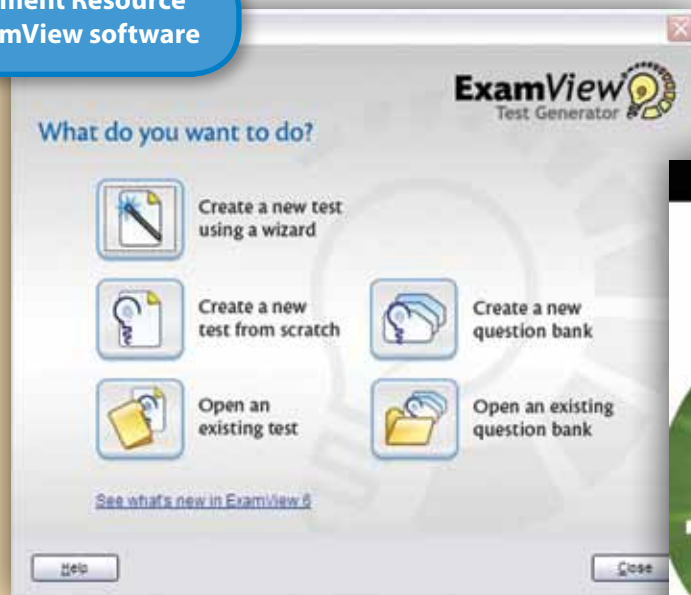 mView software
ExamView
Test Generator
What do you want to do?
Create a new test
using a wizard
Create a new
test from scratch
Create a new
question bank
Open an
existing test
Open an existing
question bank
See what's new in ExamView 6
Help
Close